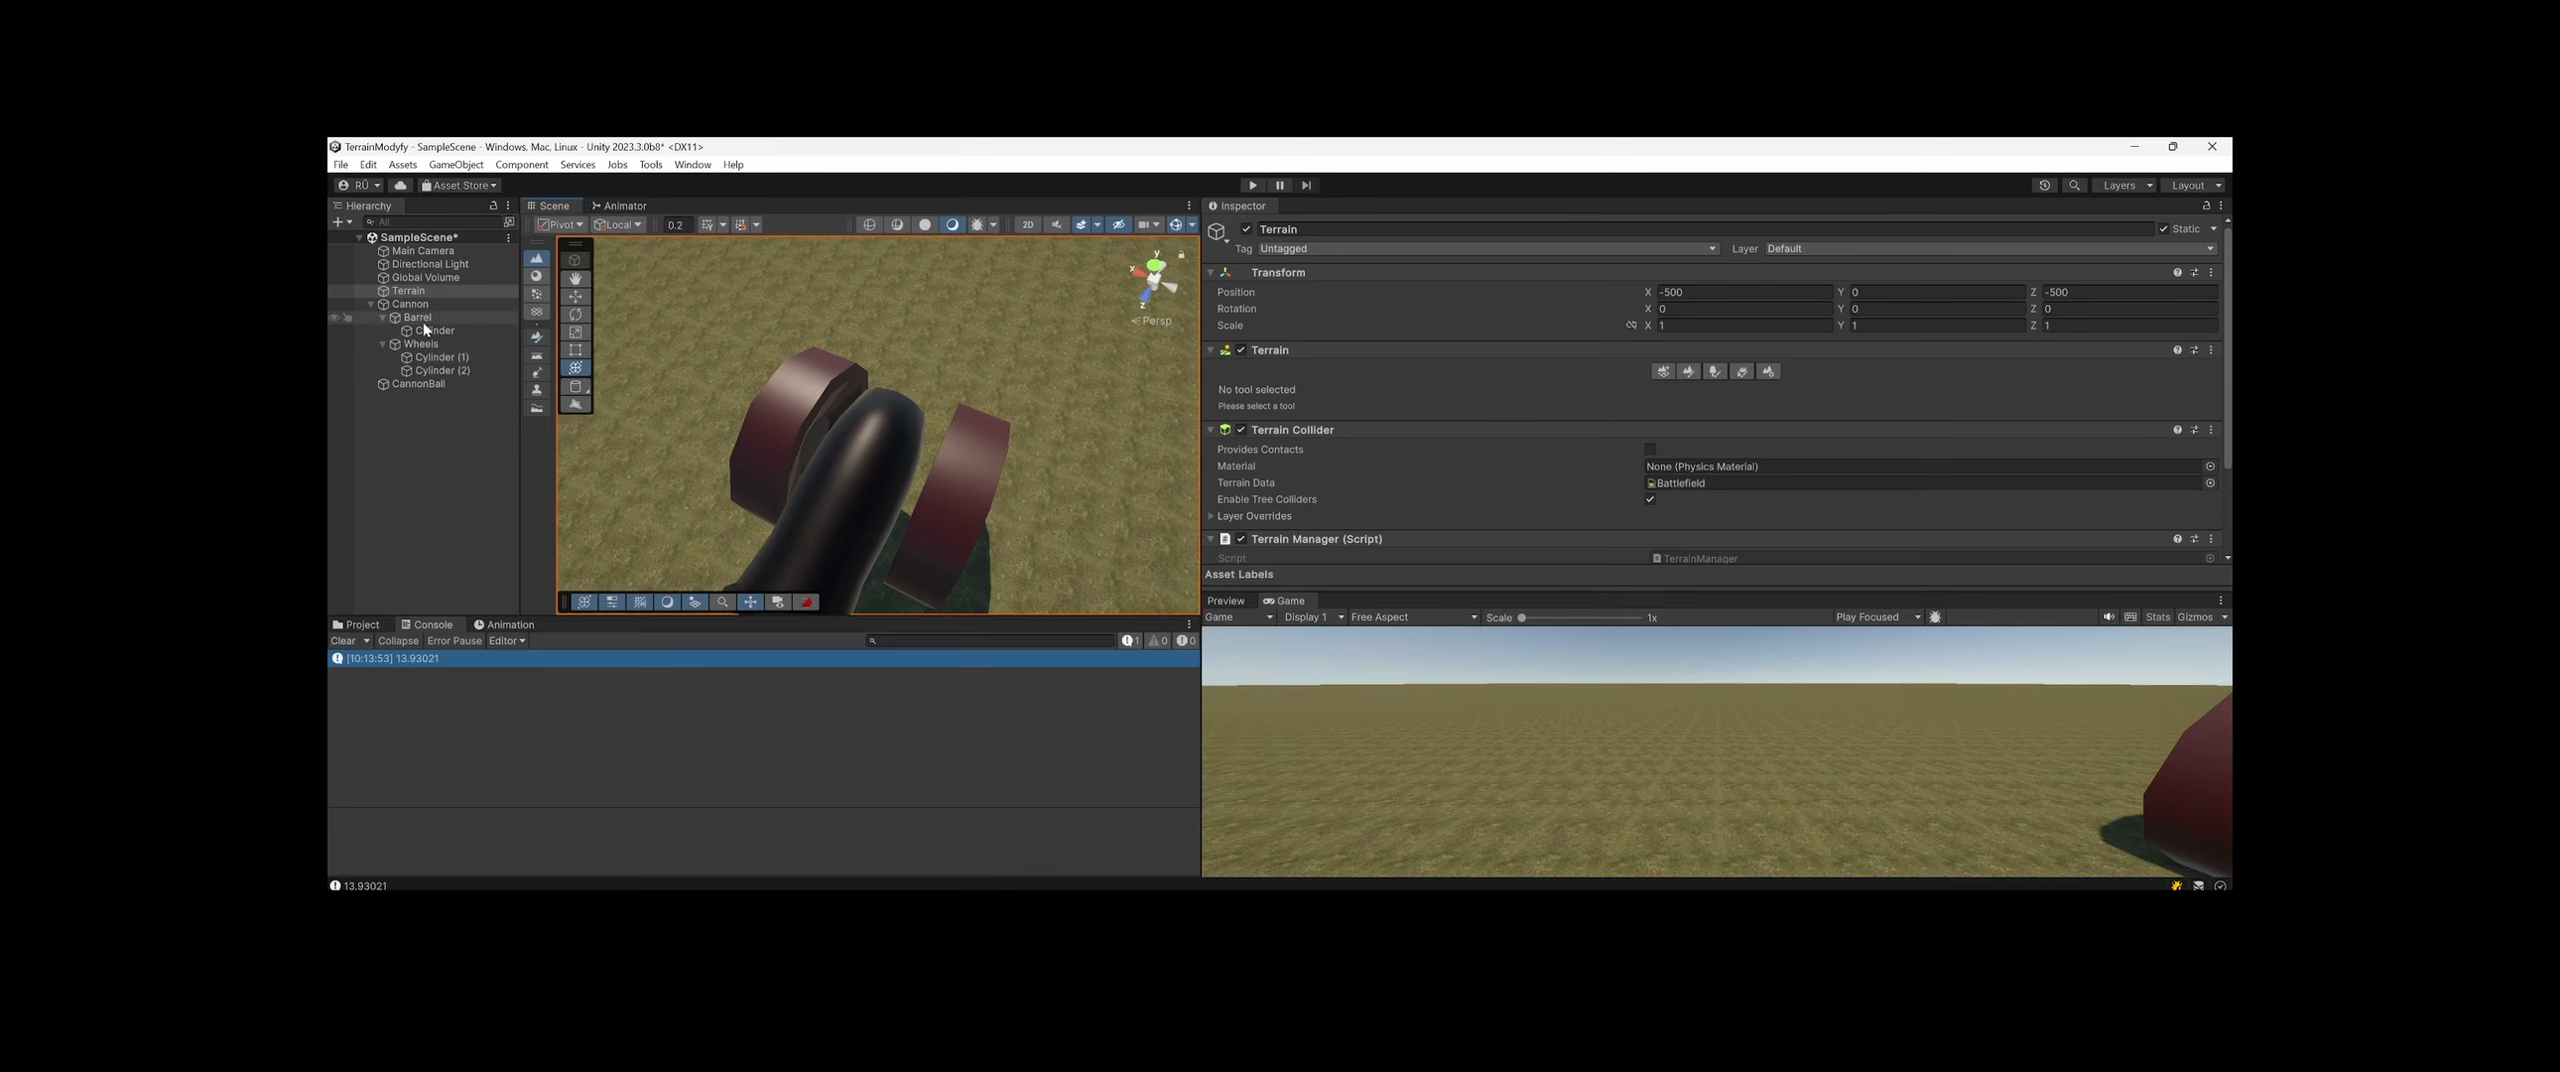 TerrainModyfy - SampleScene - Windows, Mac, Linux - Unity 2023.3.0b8* <DX11>
File Edit Assets GameObject Component Services Jobs Tools Window Help
RÜ Asset Store Layers Layout
Hierarchy
All
SampleScene*
Main Camera
Directional Light
Global Volume
Terrain
Cannon
Barrel
Cylinder
Wheels
Cylinder (1)
Cylinder (2)
CannonBall
Scene Animator
Pivot Local 0.2 2D
y
x
z
Persp
Inspector
Terrain Static
Tag Untagged Layer Default
Transform
Position X -500 Y 0 Z -500
Rotation X 0 Y 0 Z 0
Scale X 1 Y 1 Z 1
Terrain
No tool selected
Please select a tool
Terrain Collider
Provides Contacts
Material None (Physics Material)
Terrain Data Battlefield
Enable Tree Colliders
Layer Overrides
Terrain Manager (Script)
Script TerrainManager
Asset Labels
Preview Game
Game Display 1 Free Aspect Scale 1x Play Focused Stats Gizmos
Project Console Animation
Clear Collapse Error Pause Editor 1 0 0
[10:13:53] 13.93021
13.93021